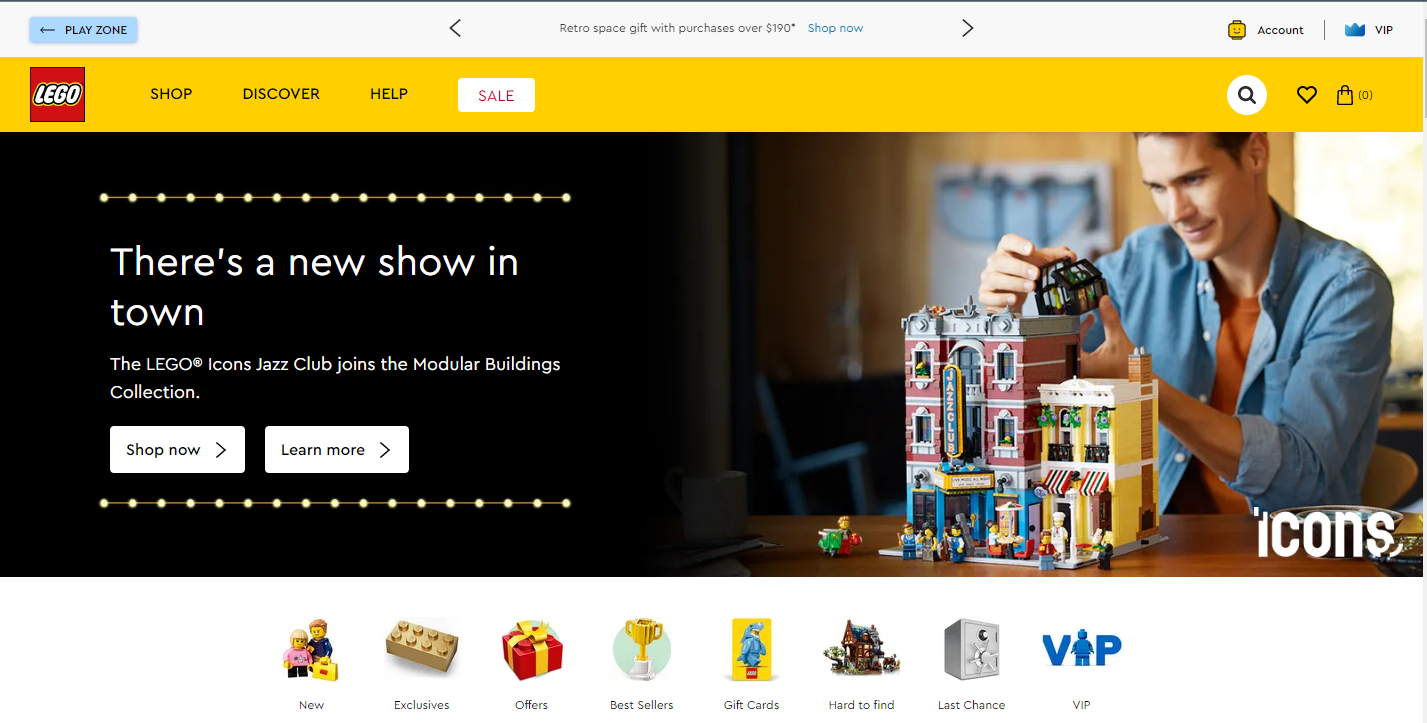 PLAY ZONE
Retro space gift with purchases over $190* Shop now
Account
VIP
LEGO
SHOP
DISCOVER
HELP
SALE
(0)
There's a new show in
town
The LEGO® Icons Jazz Club joins the Modular Buildings
Collection.
Shop now
Learn more
JAZZ CLUB
LIVE MUSIC ALL NIGHT
icons
New
Exclusives
Offers
Best Sellers
Gift Cards
Hard to find
Last Chance
VIP
VIP